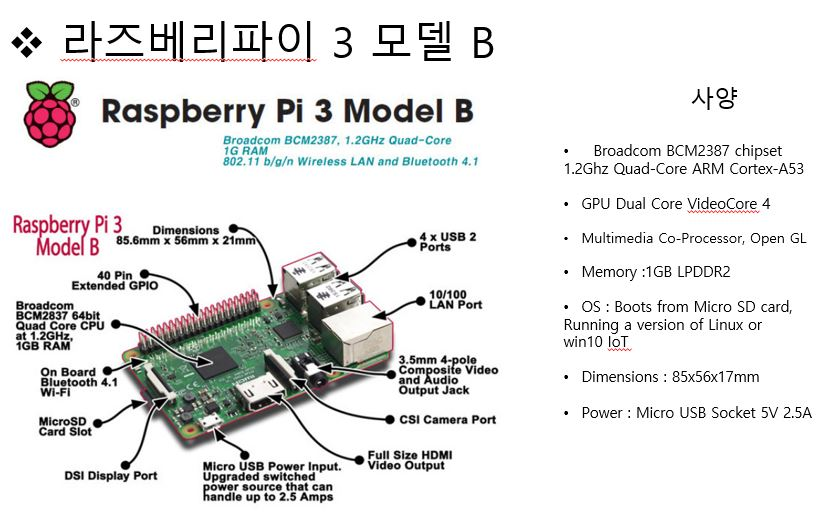 ❖ 라즈베리파이 3 모델 B
Raspberry Pi 3 Model B
Broadcom BCM2387, 1.2GHz Quad-Core
1G RAM
802.11 b/g/n Wireless LAN and Bluetooth 4.1
Raspberry Pi 3
Model B
Dimensions
85.6mm x 56mm x 21mm
4 x USB 2
Ports
40 Pin
Extended GPIO
10/100
LAN Port
Broadcom
BCM2837 64bit
Quad Core CPU
at 1.2GHz,
1GB RAM
3.5mm 4-pole
Composite Video
and Audio
Output Jack
On Board
Bluetooth 4.1
Wi-Fi
MicroSD
Card Slot
CSI Camera Port
DSI Display Port
Micro USB Power Input.
Upgraded switched
power source that can
handle up to 2.5 Amps
Full Size HDMI
Video Output
사양
• Broadcom BCM2387 chipset
1.2Ghz Quad-Core ARM Cortex-A53
• GPU Dual Core VideoCore 4
• Multimedia Co-Processor, Open GL
• Memory :1GB LPDDR2
• OS : Boots from Micro SD card,
Running a version of Linux or
win10 IoT
• Dimensions : 85x56x17mm
• Power : Micro USB Socket 5V 2.5A